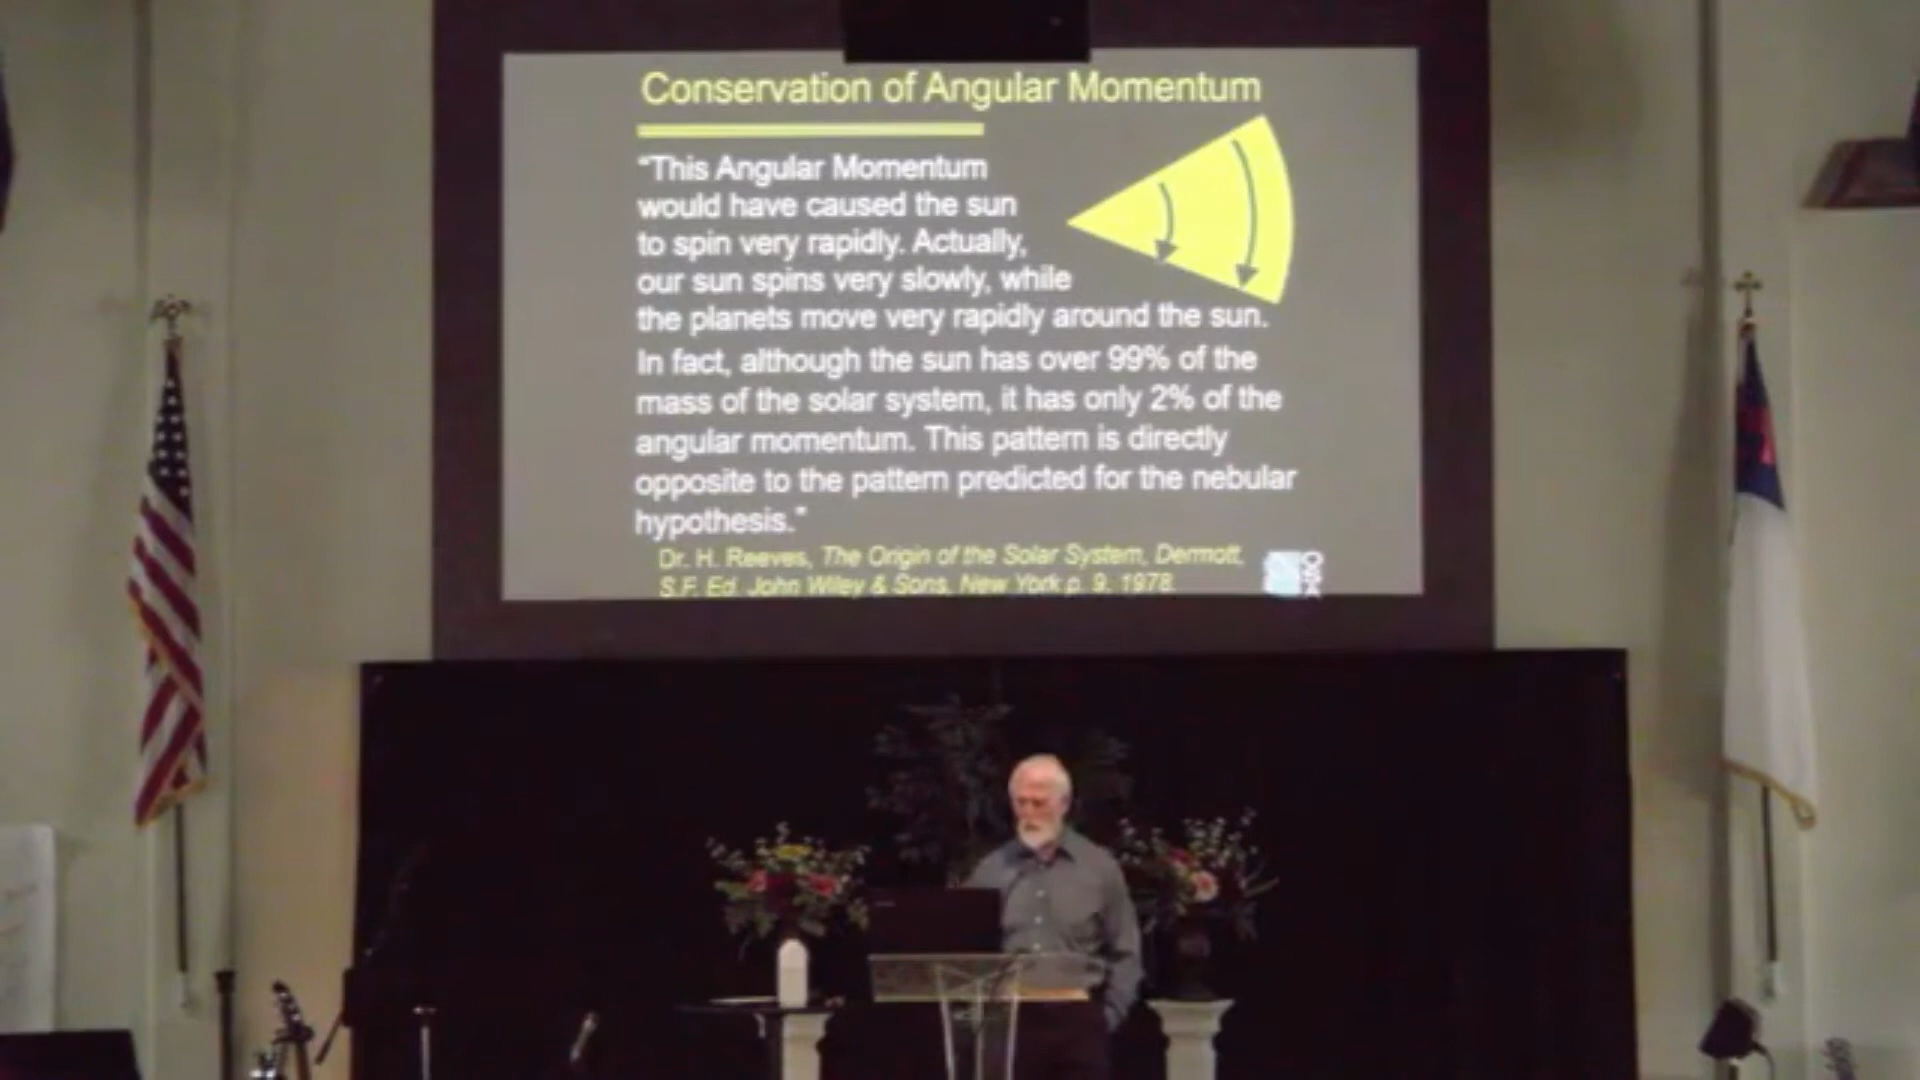 Conservation of Angular Momentum
“This Angular Momentum
would have caused the sun
to spin very rapidly. Actually,
our sun spins very slowly, while
the planets move very rapidly around the sun.
In fact, although the sun has over 99% of the
mass of the solar system, it has only 2% of the
angular momentum. This pattern is directly
opposite to the pattern predicted for the nebular
hypothesis.”
Dr. H. Reeves, The Origin of the Solar System, Dermott,
S.F. Ed. John Wiley & Sons, New York p. 9, 1978.